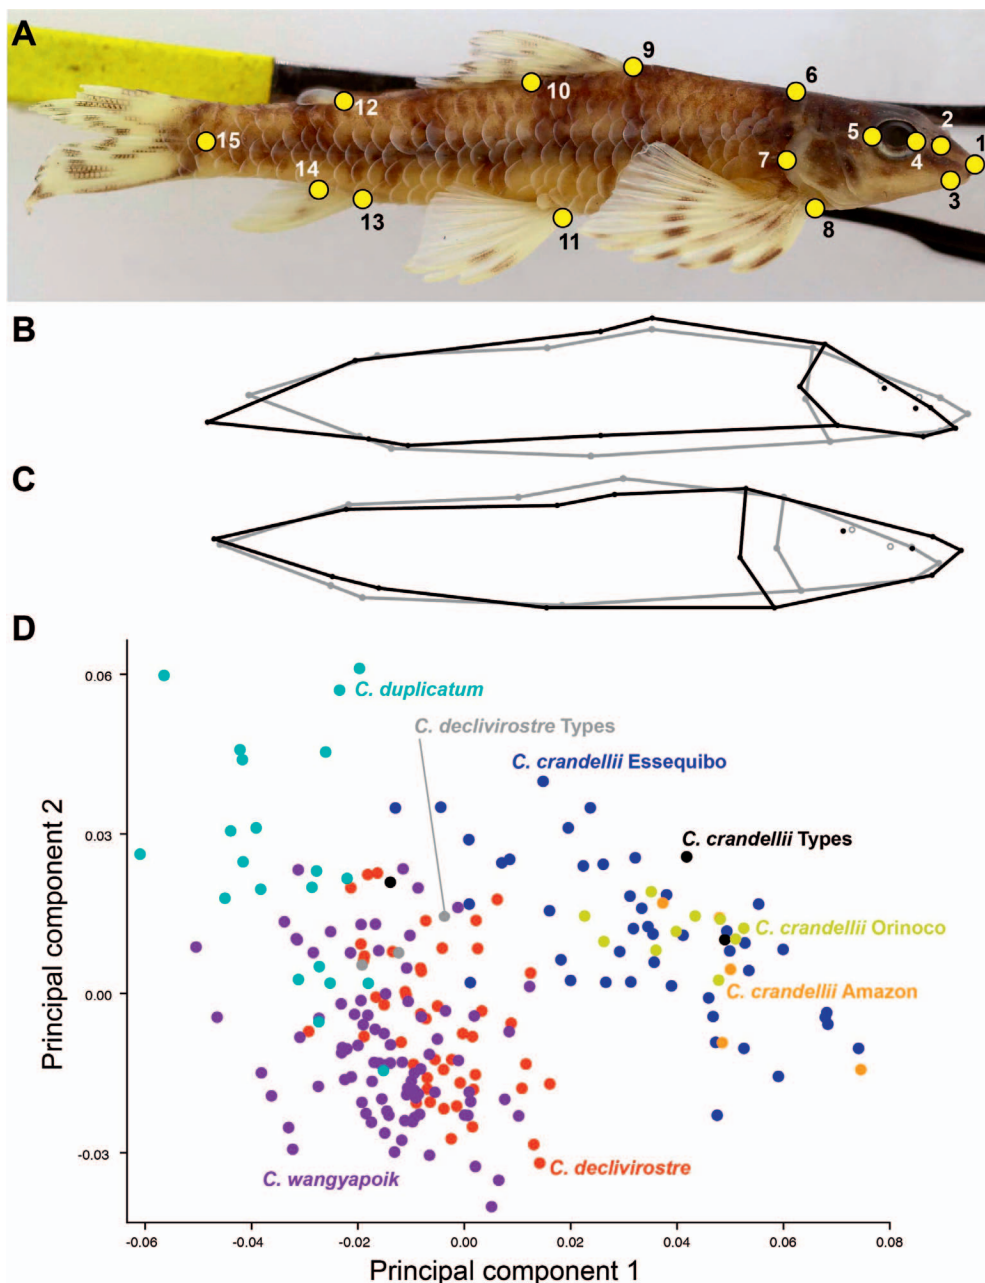 A
9
6
10
2
12
5
1
15
4
7
14
3
8
13
11
B
C
D
0.06
C. duplicatum
C. declivirostre Types
C. crandellii Essequibo
0.03
C. crandellii Types
Principal component 2
C. crandellii Orinoco
0.00
C. crandellii Amazon
-0.03
C. wangyapoik
C. declivirostre
-0.06
-0.04
-0.02
0.00
0.02
0.04
0.06
0.08
Principal component 1